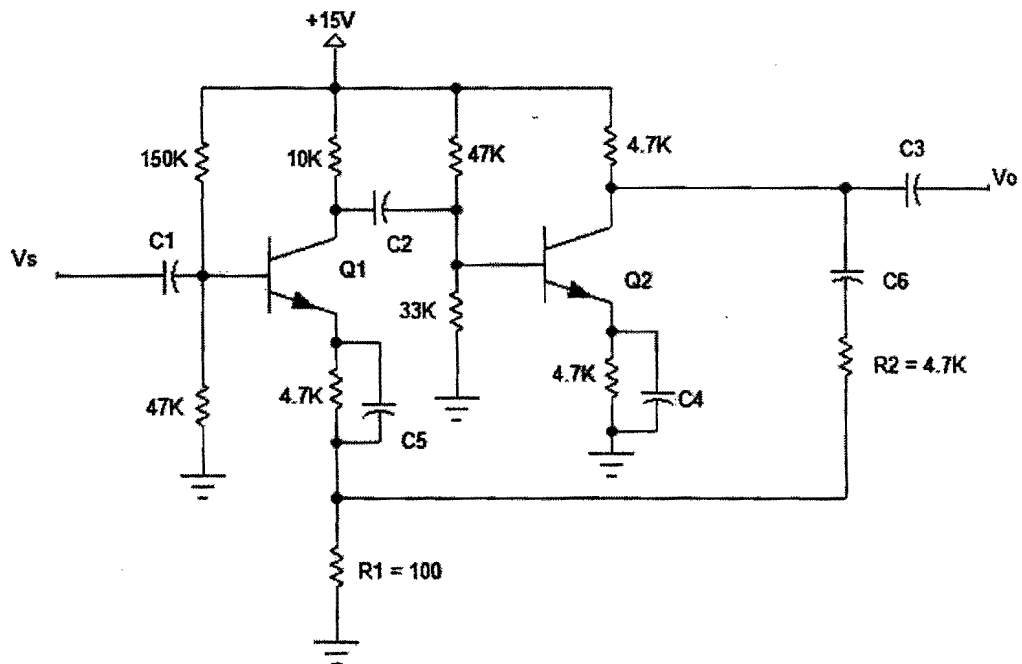 +15V
150K
10K
47K
4.7K
C3
Vo
C1
C2
Vs
Q1
Q2
C6
33K
R2 = 4.7K
47K
4.7K
C5
4.7K
C4
R1 = 100